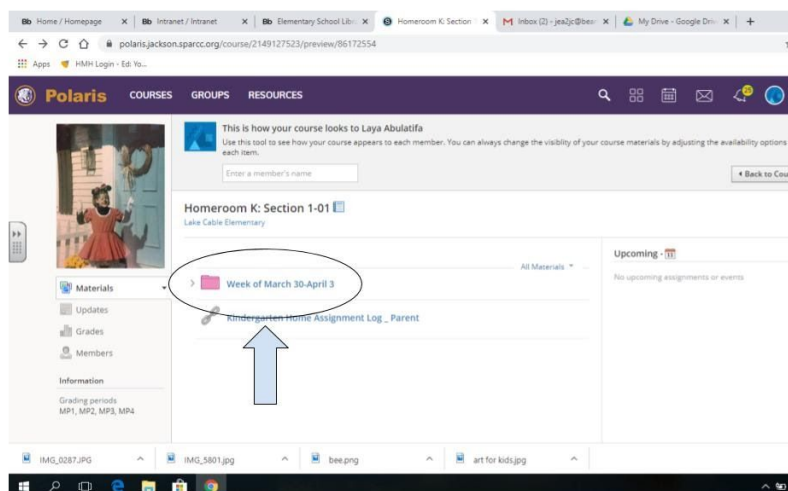 Home / Homepage
Intranet / Intranet
Elementary School Libr
Homeroom K: Section
Inbox (2) - jea2jc@bear
My Drive - Google Driv
polaris.jackson.sparcc.org/course/2149127523/preview/86172554
Apps
HMH Login - Ed: Yo...
Polaris
COURSES
GROUPS
RESOURCES
This is how your course looks to Laya Abulatifa
Use this tool to see how your course appears to each member. You can always change the visiblity of your course materials by adjusting the availability options
each item.
Enter a member's name
Back to Cou
Homeroom K: Section 1-01
Lake Cable Elementary
All Materials
Upcoming
No upcoming assignments or events
Week of March 30-April 3
Kindergarten Home Assignment Log _ Parent
Materials
Updates
Grades
Members
Information
Grading periods
MP1, MP2, MP3, MP4
IMG_0287.JPG
IMG_5801.jpg
bee.png
art for kids.jpg